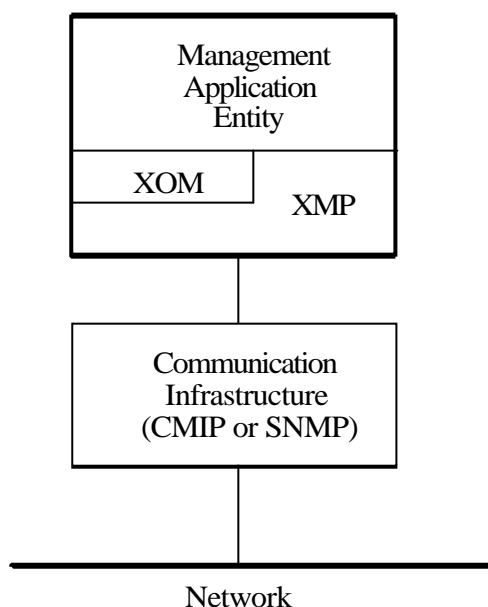 Management
Application
Entity
XOM
XMP
Communication
Infrastructure
(CMIP or SNMP)
Network